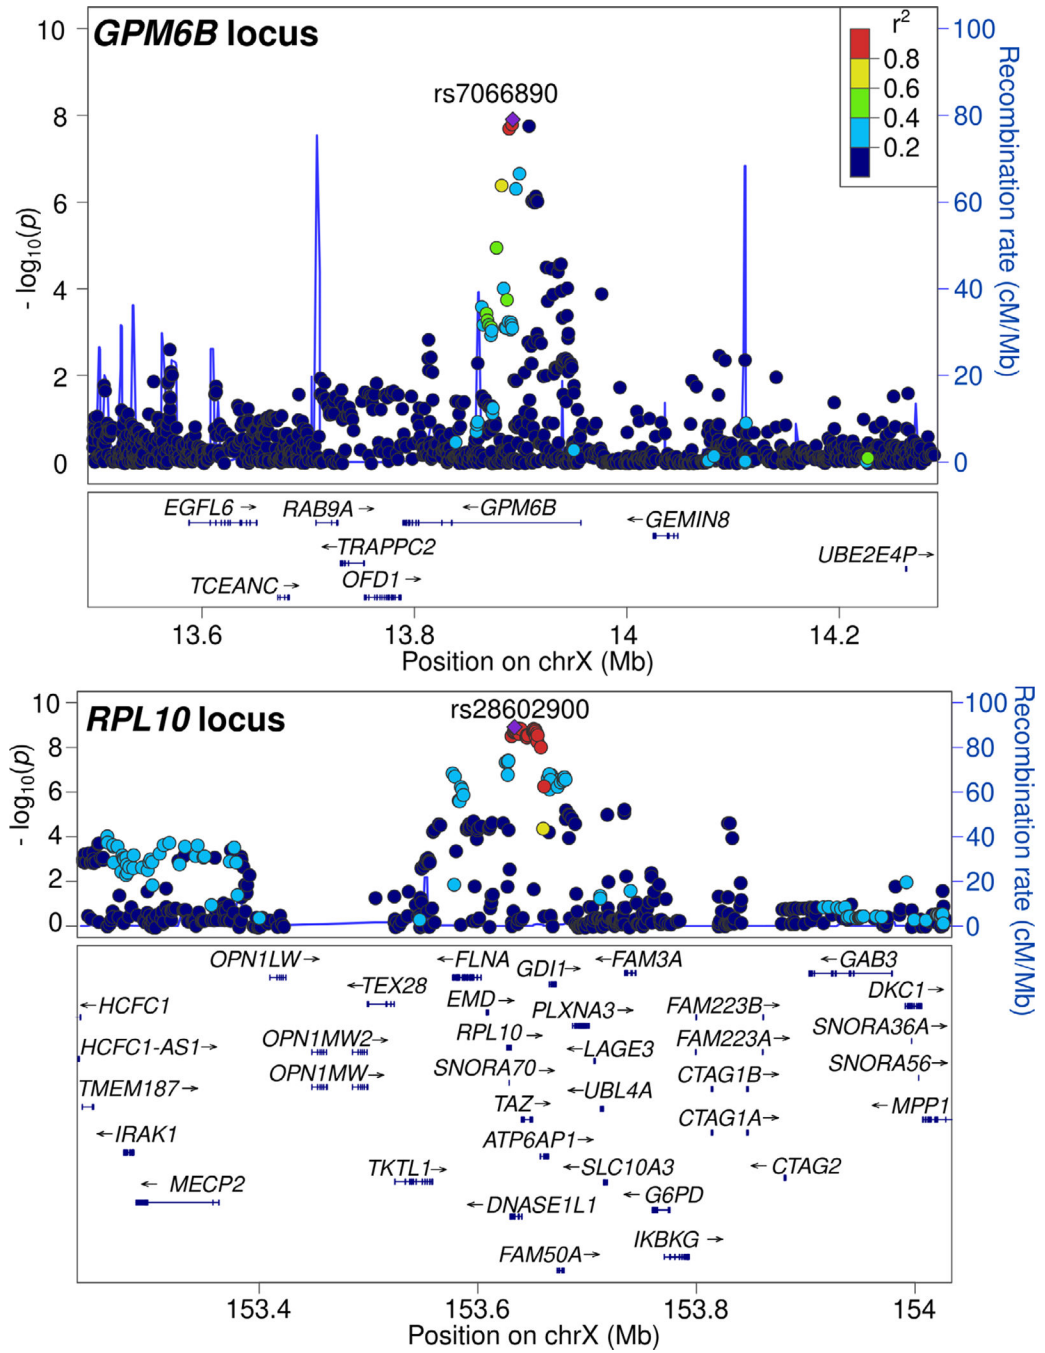 GPM6B locus
rs7066890
r2
0.8
0.6
0.4
0.2
10
8
6
4
2
0
- log10(p)
100
80
60
40
20
0
Recombination rate (cM/Mb)
EGFL6 →
RAB9A →
← GPM6B
← GEMIN8
← TRAPPC2
UBE2E4P →
TCEANC →
OFD1 →
13.6
13.8
14
14.2
Position on chrX (Mb)
RPL10 locus
rs28602900
10
8
6
4
2
0
- log10(p)
100
80
60
40
20
0
Recombination rate (cM/Mb)
OPN1LW →
← FLNA
GDI1 →
← FAM3A
← GAB3
← TEX28
DKC1 →
← HCFC1
EMD →
PLXNA3 →
FAM223B →
SNORA36A →
OPN1MW2 →
RPL10 →
← LAGE3
FAM223A →
HCFC1-AS1 →
SNORA70 →
SNORA56 →
OPN1MW →
← UBL4A
CTAG1B →
TMEM187 →
TAZ →
← MPP1
← IRAK1
ATP6AP1 →
CTAG1A →
TKTL1 →
← SLC10A3
← CTAG2
← MECP2
← DNASE1L1
← G6PD
FAM50A →
IKBKG →
153.4
153.6
153.8
154
Position on chrX (Mb)